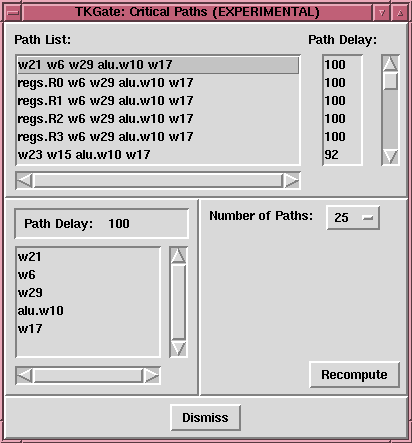 TKGate: Critical Paths (EXPERIMENTAL)
Path List: Path Delay:
w21 w6 w29 alu.w10 w17 100
regs.R0 w6 w29 alu.w10 w17 100
regs.R1 w6 w29 alu.w10 w17 100
regs.R2 w6 w29 alu.w10 w17 100
regs.R3 w6 w29 alu.w10 w17 100
w23 w15 alu.w10 w17 92
Path Delay: 100
w21
w6
w29
alu.w10
w17
Number of Paths: 25
Recompute
Dismiss